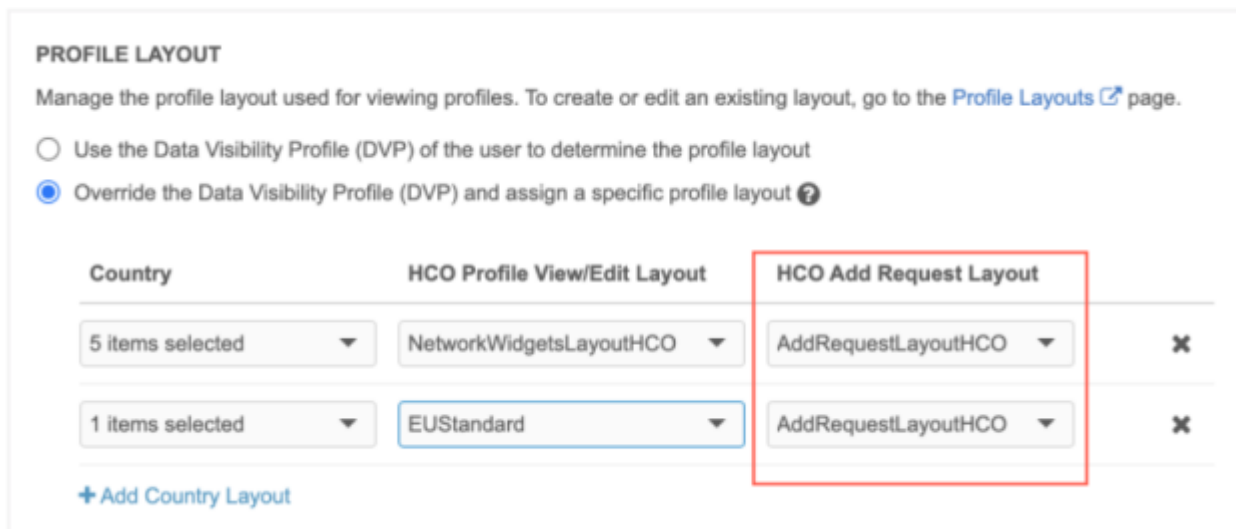 PROFILE LAYOUT
Manage the profile layout used for viewing profiles. To create or edit an existing layout, go to the Profile Layouts page.
Use the Data Visibility Profile (DVP) of the user to determine the profile layout
Override the Data Visibility Profile (DVP) and assign a specific profile layout ?
Country HCO Profile View/Edit Layout HCO Add Request Layout
5 items selected NetworkWidgetsLayoutHCO AddRequestLayoutHCO
1 items selected EUStandard AddRequestLayoutHCO
+ Add Country Layout